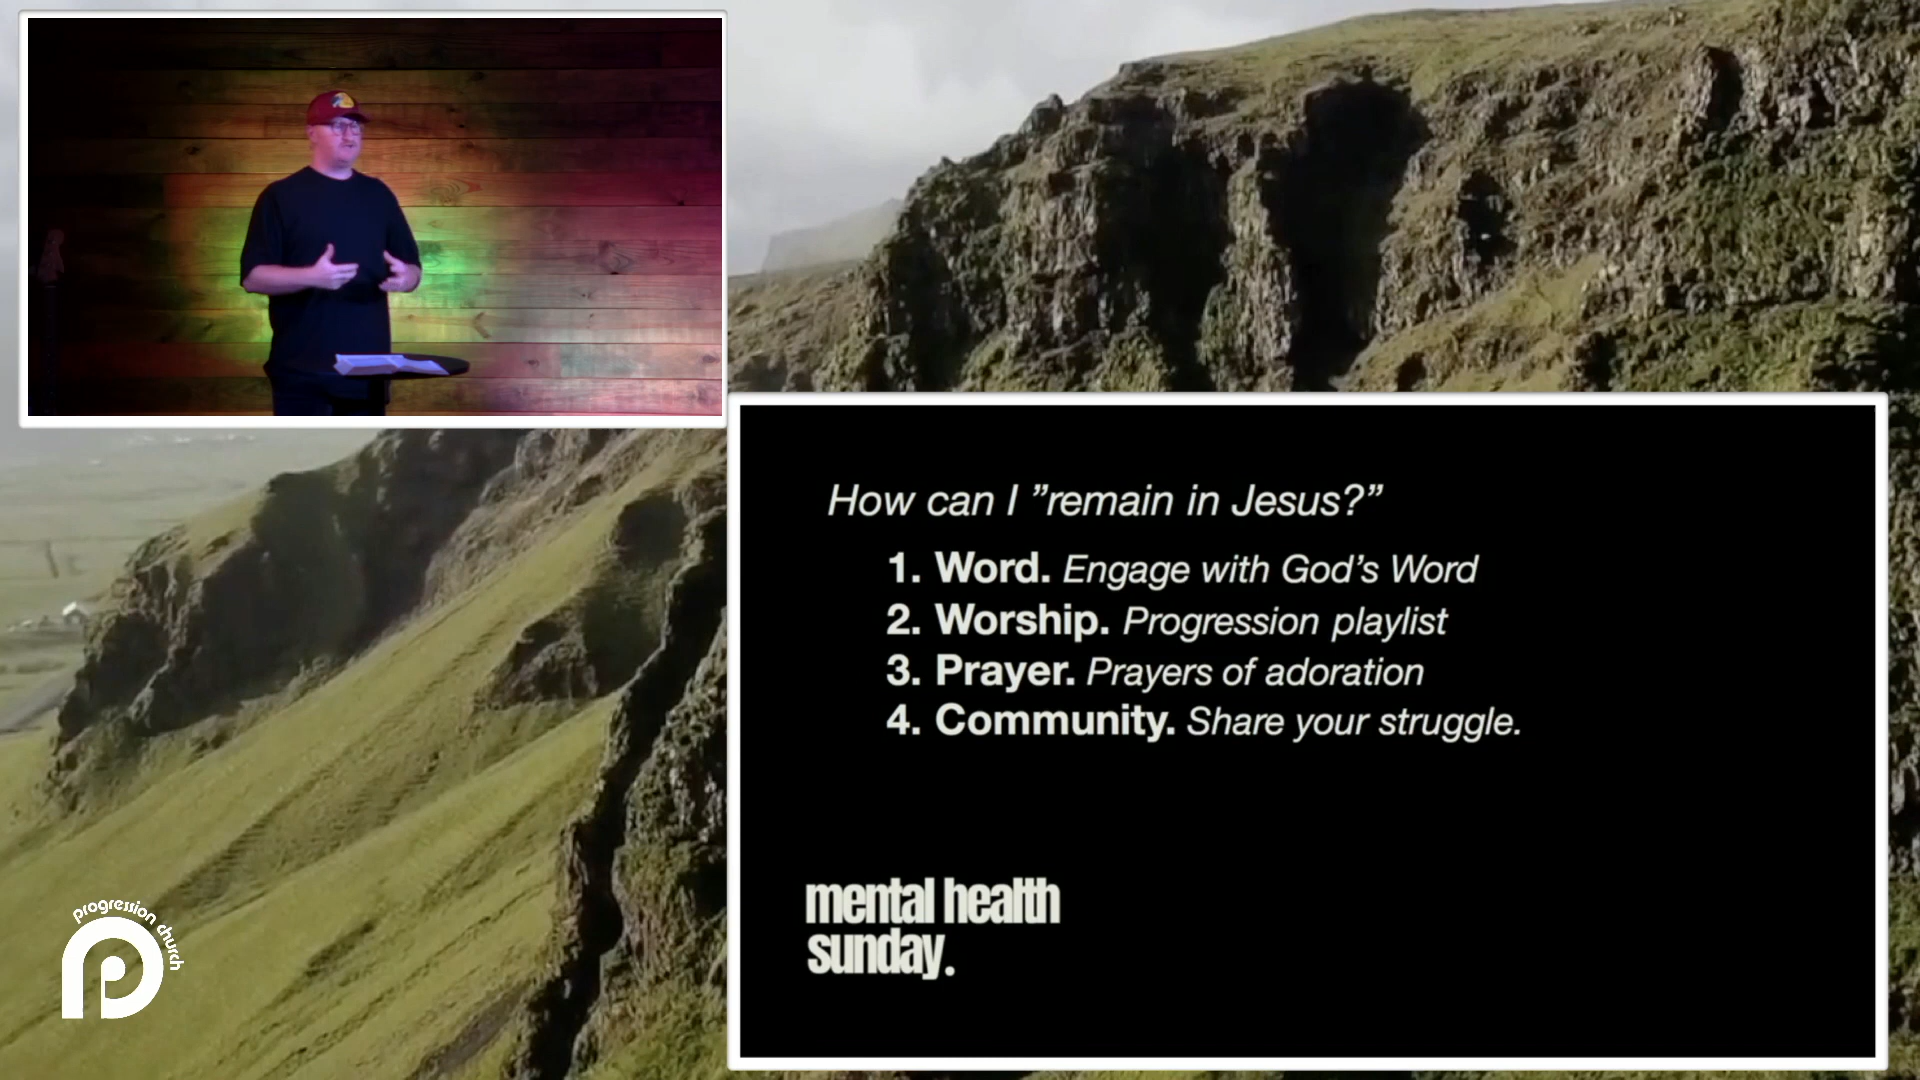 How can I ”remain in Jesus?”
1. Word. Engage with God’s Word
2. Worship. Progression playlist
3. Prayer. Prayers of adoration
4. Community. Share your struggle.
mental health
sunday.
progression church